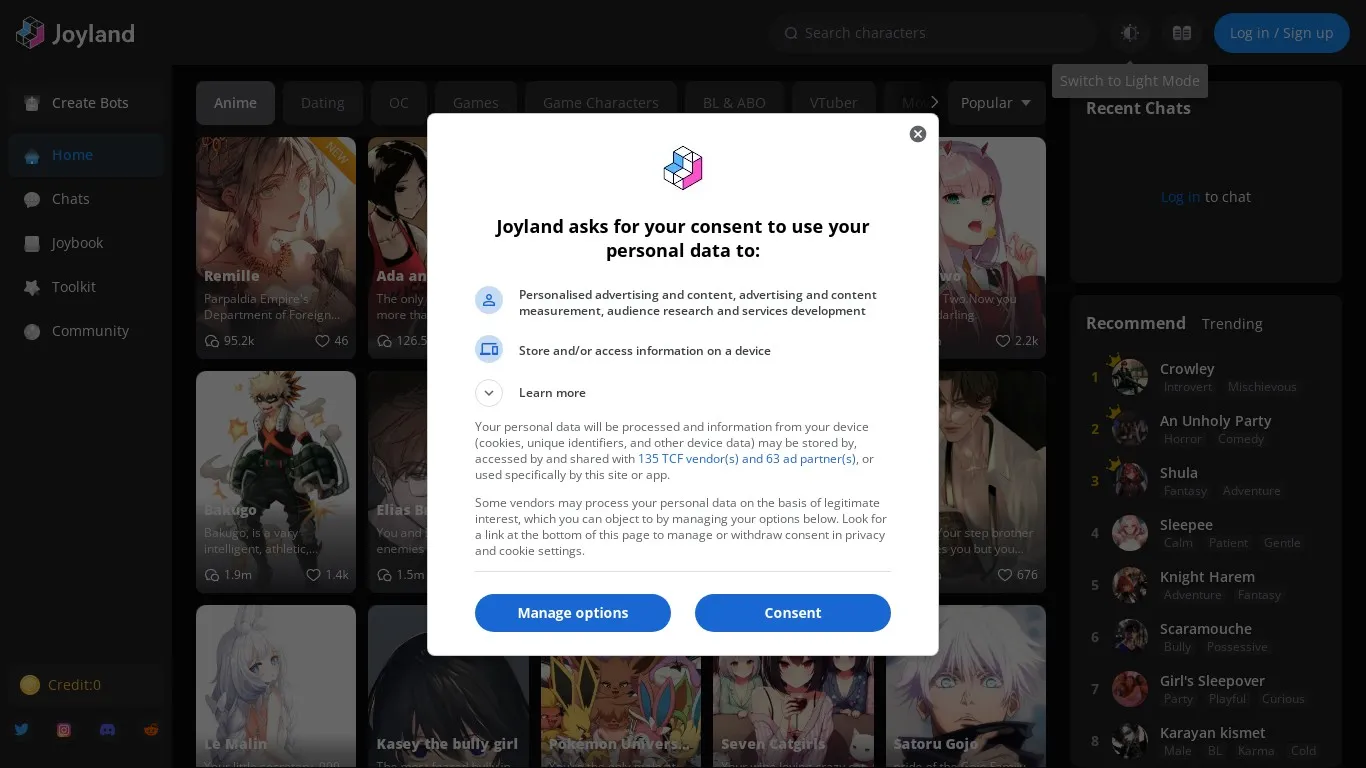 Joyland
Search characters
Log in / Sign up
Switch to Light Mode
Create Bots
Home
Chats
Joybook
Toolkit
Community
Credit:0
Anime
Dating
OC
Games
Game Characters
BL & ABO
VTuber
Popular
NEW
Remille
Parpaldia Empire's
Department of Foreign...
95.2k
46
Ada an
The only
more tha
126.5
Two.Now you
darling.
2.2k
Bakugo
Bakugo, is a vary
intelligent, athletic,...
1.9m
1.4k
Elias Br
You and
enemies
1.5m
Your step brother
es you but you...
676
Le Malin
Kasey the bully girl
Pokemon Univers...
Seven Catgirls
Satoru Gojo
Joyland asks for your consent to use your
personal data to:
Personalised advertising and content, advertising and content
measurement, audience research and services development
Store and/or access information on a device
Learn more
Your personal data will be processed and information from your device
(cookies, unique identifiers, and other device data) may be stored by,
accessed by and shared with 135 TCF vendor(s) and 63 ad partner(s), or
used specifically by this site or app.
Some vendors may process your personal data on the basis of legitimate
interest, which you can object to by managing your options below. Look for
a link at the bottom of this page to manage or withdraw consent in privacy
and cookie settings.
Manage options
Consent
Recent Chats
Log in to chat
Recommend Trending
1
Crowley
Introvert Mischievous
2
An Unholy Party
Horror Comedy
3
Shula
Fantasy Adventure
4
Sleepee
Calm Patient Gentle
5
Knight Harem
Adventure Fantasy
6
Scaramouche
Bully Possessive
7
Girl's Sleepover
Party Playful Curious
8
Karayan kismet
Male BL Karma Cold